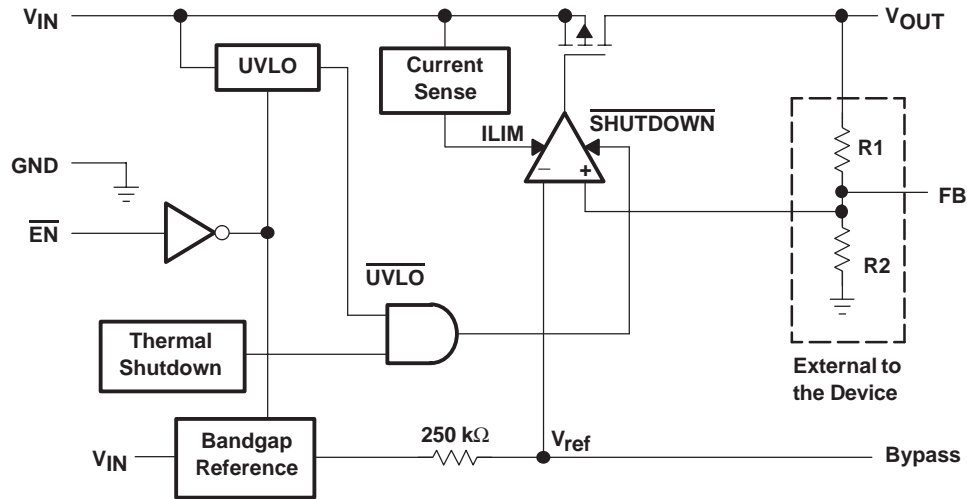 VIN
VOUT
UVLO
Current
Sense
SHUTDOWN
ILIM
R1
GND
–
+
FB
EN
R2
UVLO
Thermal
Shutdown
External to
the Device
250 kΩ
Vref
Bandgap
Reference
VIN
Bypass